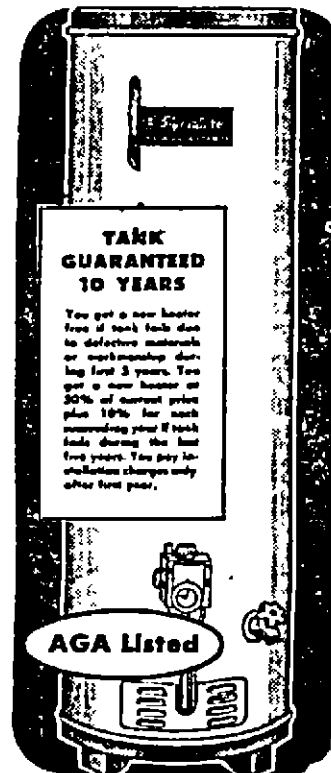 TANK
GUARANTEED
10 YEARS
You get a new heater
free if tank fails due
to defective materials
or workmanship dur-
ing first 5 years. You
get a new heater at
50% of current price
plus 10% for each
succeeding year if tank
fails during the last
five years. You pay in-
stallation charges only
after first year.
AGA Listed